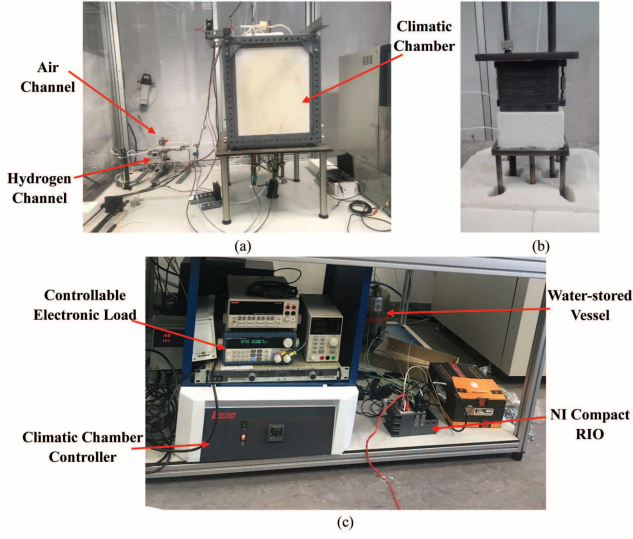 Climatic
Chamber
Air
Channel
Hydrogen
Channel
(a)
(b)
Controllable
Electronic Load
Water-stored
Vessel
Climatic Chamber
Controller
NI Compact
RIO
(c)